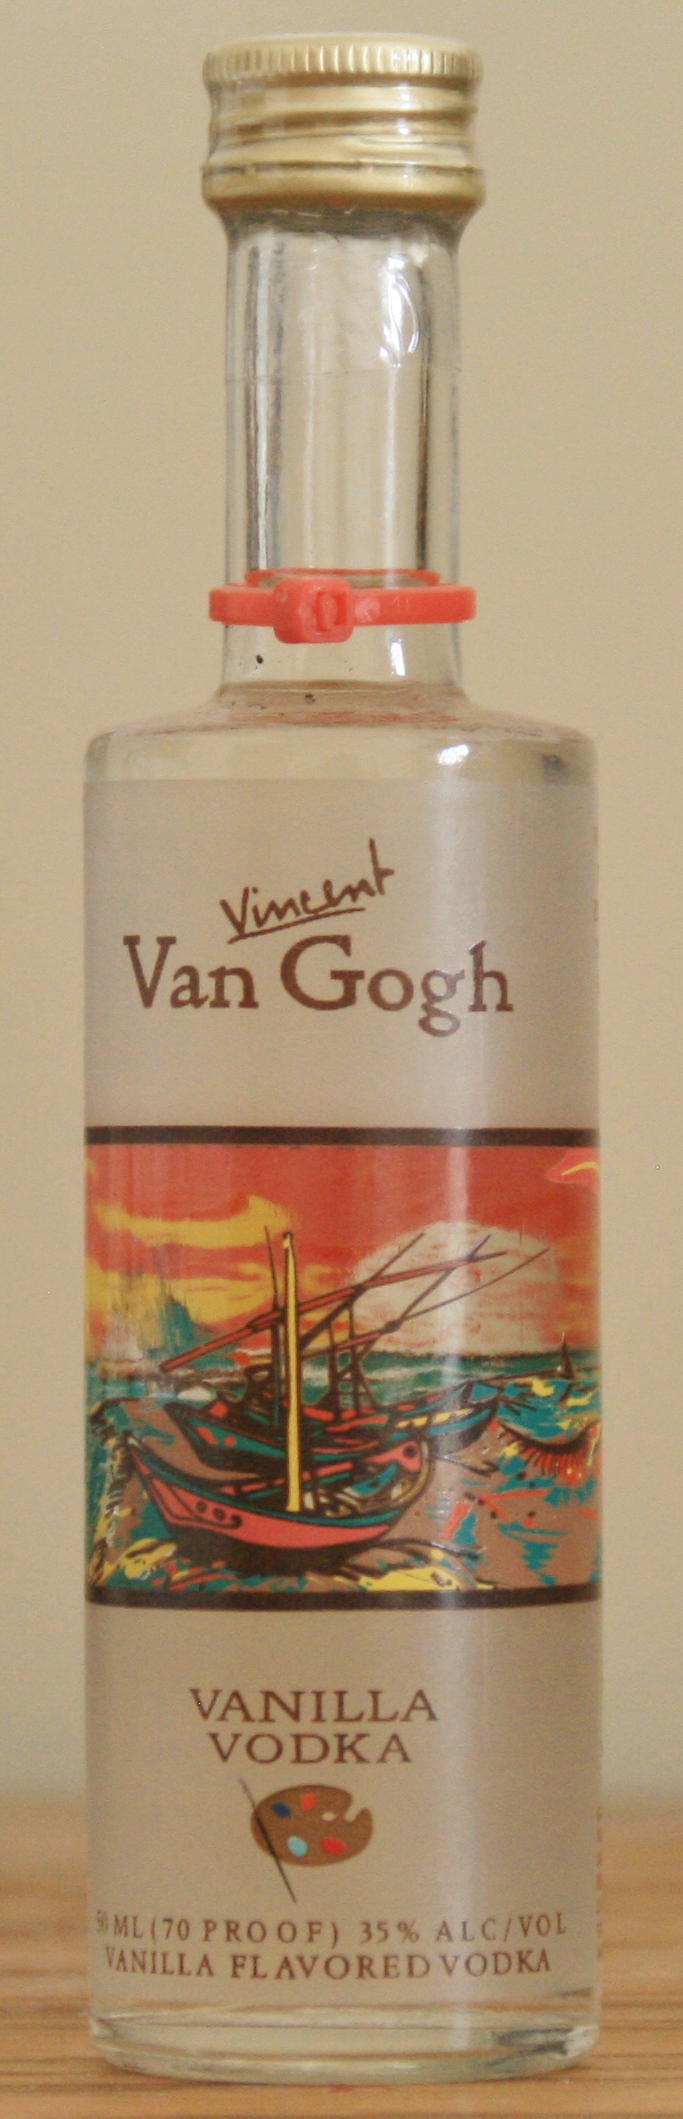 Vincent
Van Gogh
VANILLA
VODKA
50 ML (70 PROOF) 35% ALC/VOL
VANILLA FLAVORED VODKA